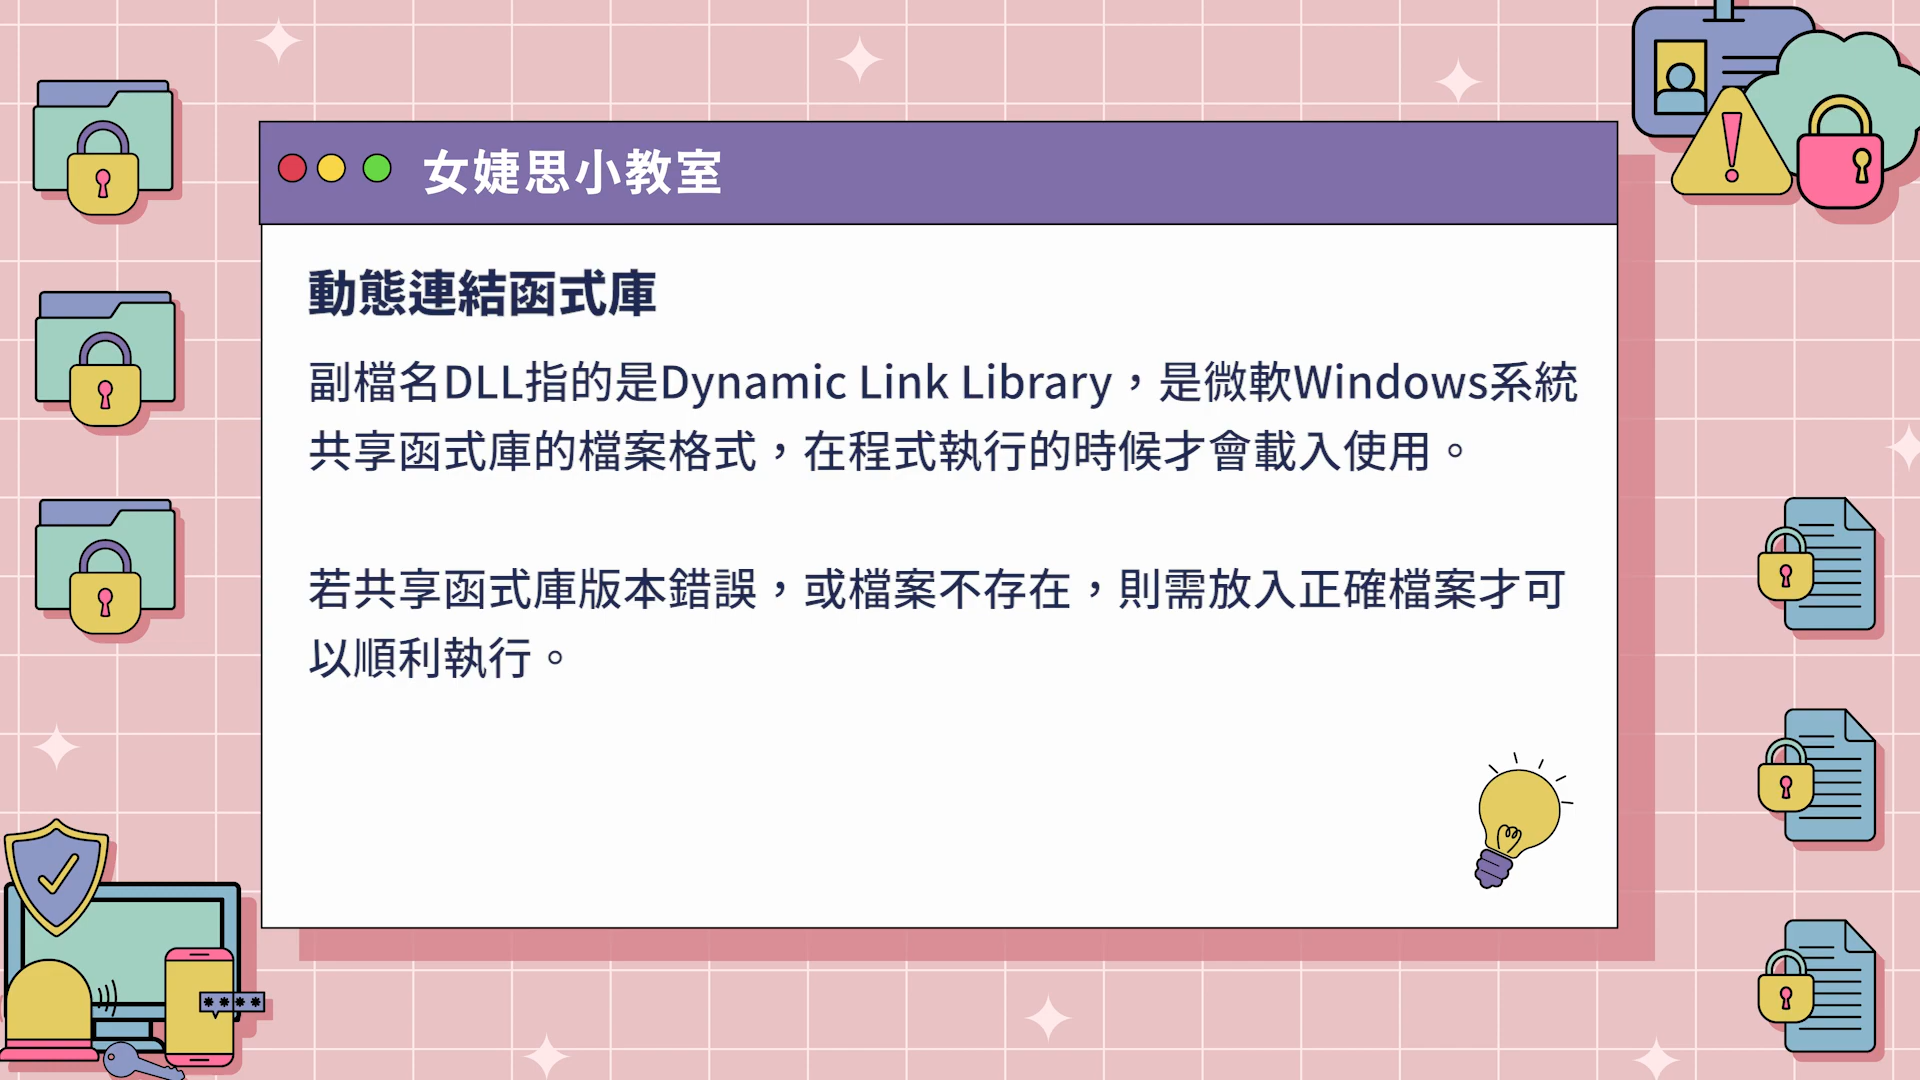 女婕思小教室
動態連結函式庫
副檔名DLL指的是Dynamic Link Library，是微軟Windows系統
共享函式庫的檔案格式，在程式執行的時候才會載入使用。
若共享函式庫版本錯誤，或檔案不存在，則需放入正確檔案才可
以順利執行。
****